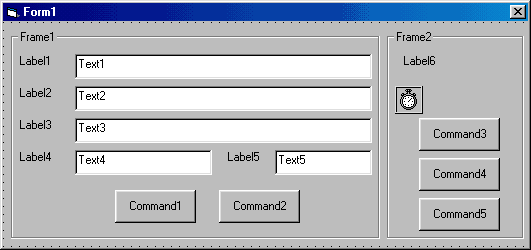 Form1
Frame1
Label1 Text1
Label2 Text2
Label3 Text3
Label4 Text4 Label5 Text5
Command1 Command2
Frame2
Label6
Command3
Command4
Command5